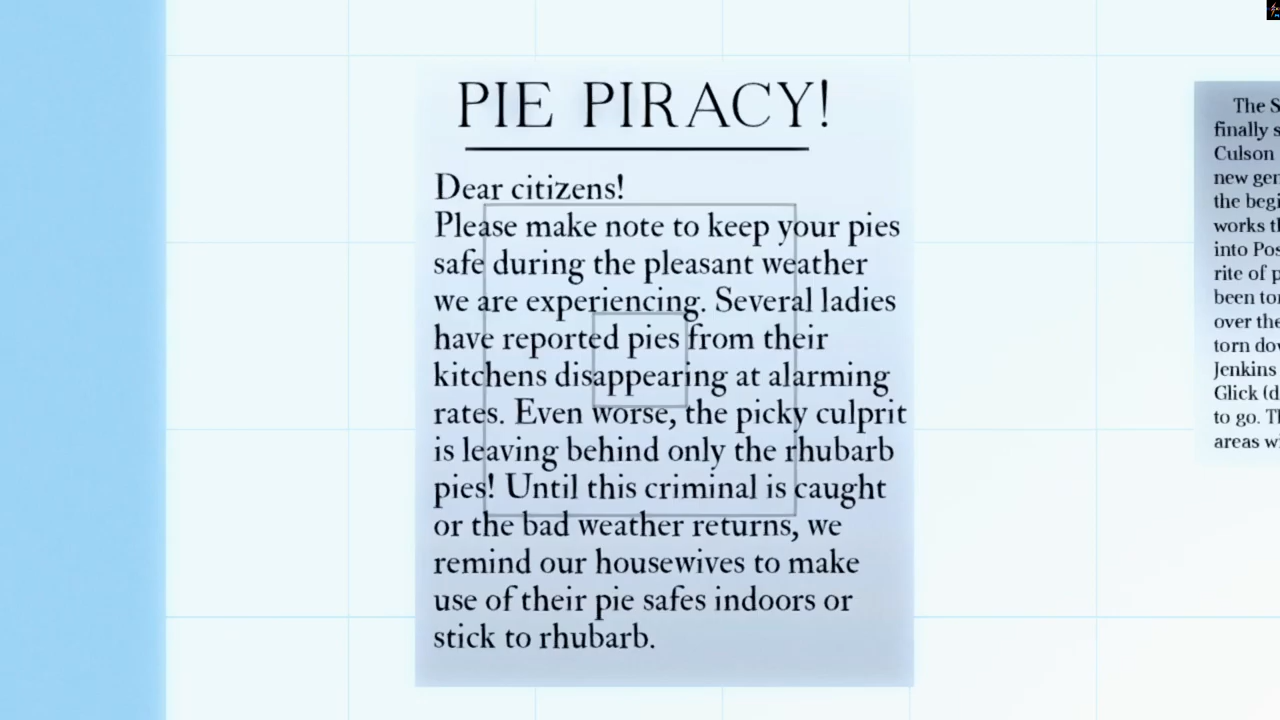 PIE PIRACY!
Dear citizens!
Please make note to keep your pies
safe during the pleasant weather
we are experiencing. Several ladies
have reported pies from their
kitchens disappearing at alarming
rates. Even worse, the picky culprit
is leaving behind only the rhubarb
pies! Until this criminal is caught
or the bad weather returns, we
remind our housewives to make
use of their pie safes indoors or
stick to rhubarb.
The
finally
Culson
new
the
works
into
rite of
been
over the
torn
Jenkins
Glick
to go.
areas